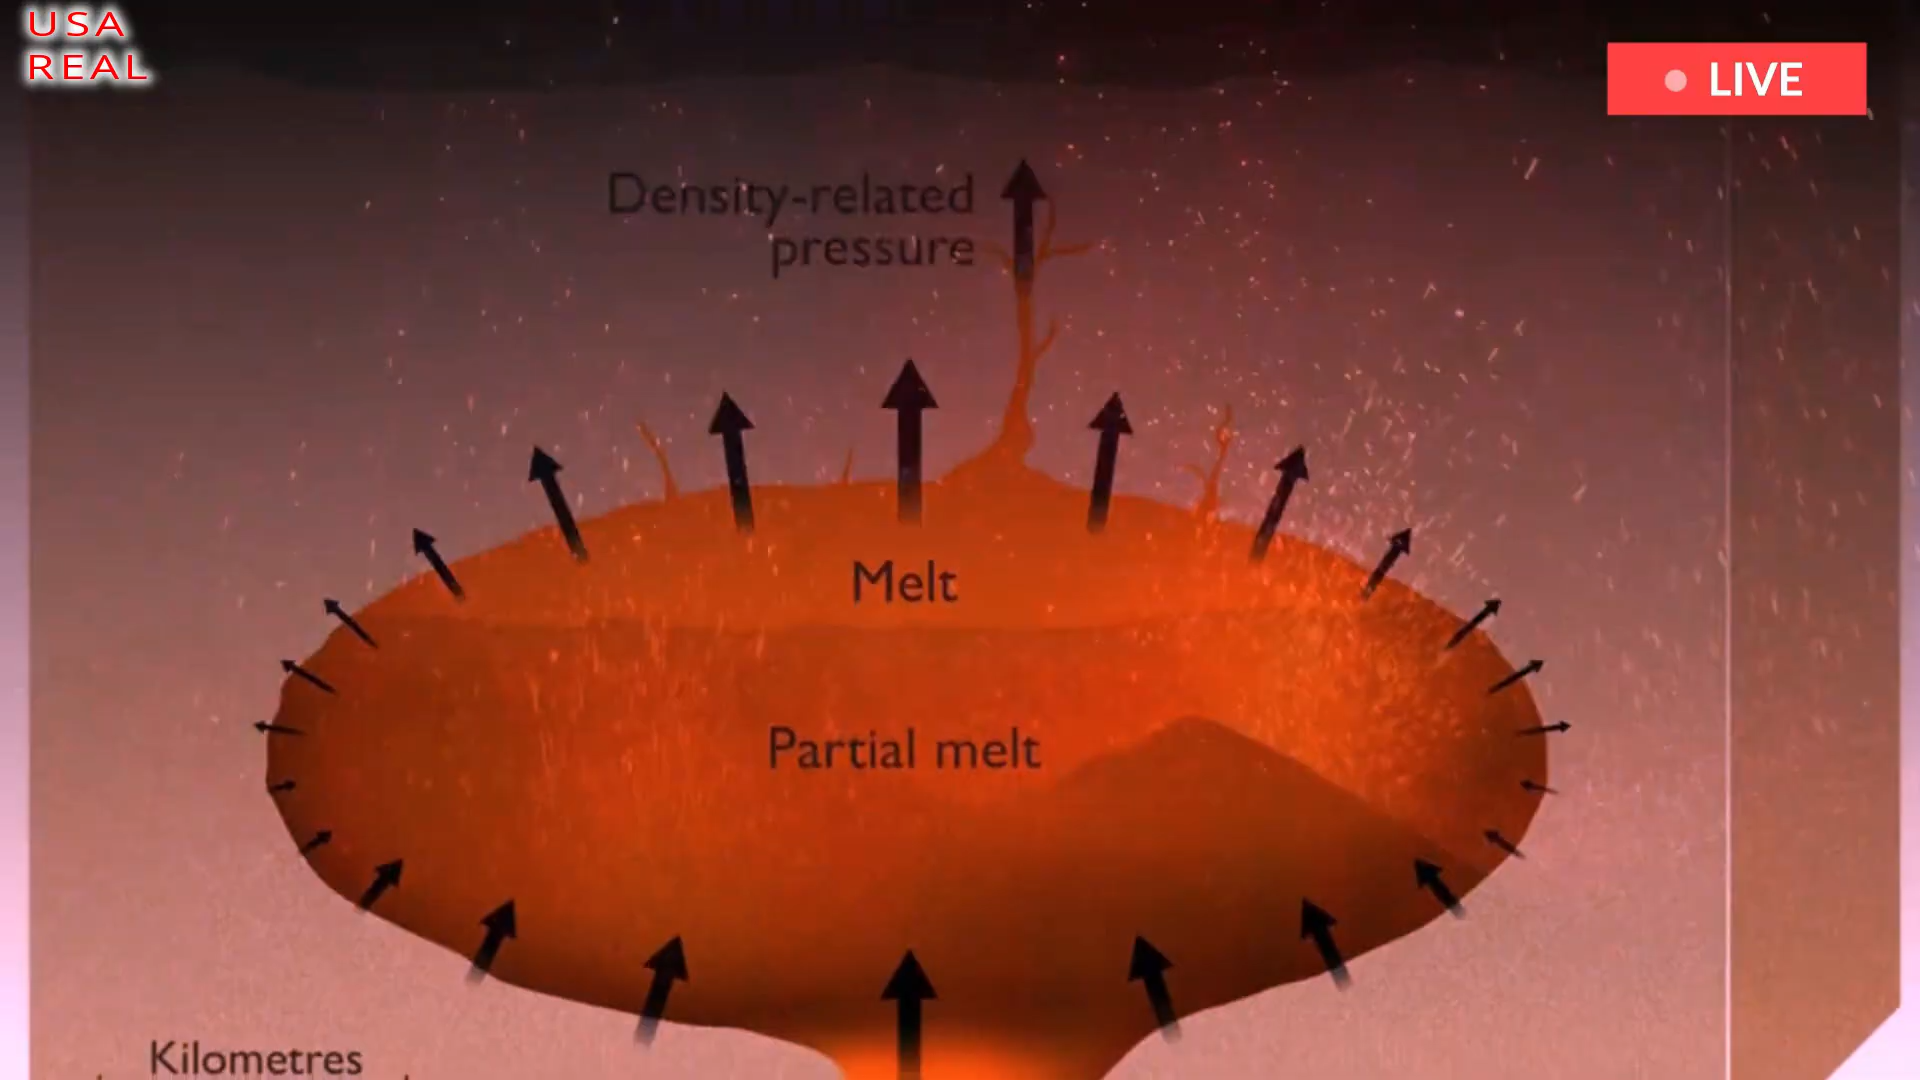 USA
REAL
LIVE
Density-related
pressure
Melt
Partial melt
Kilometres